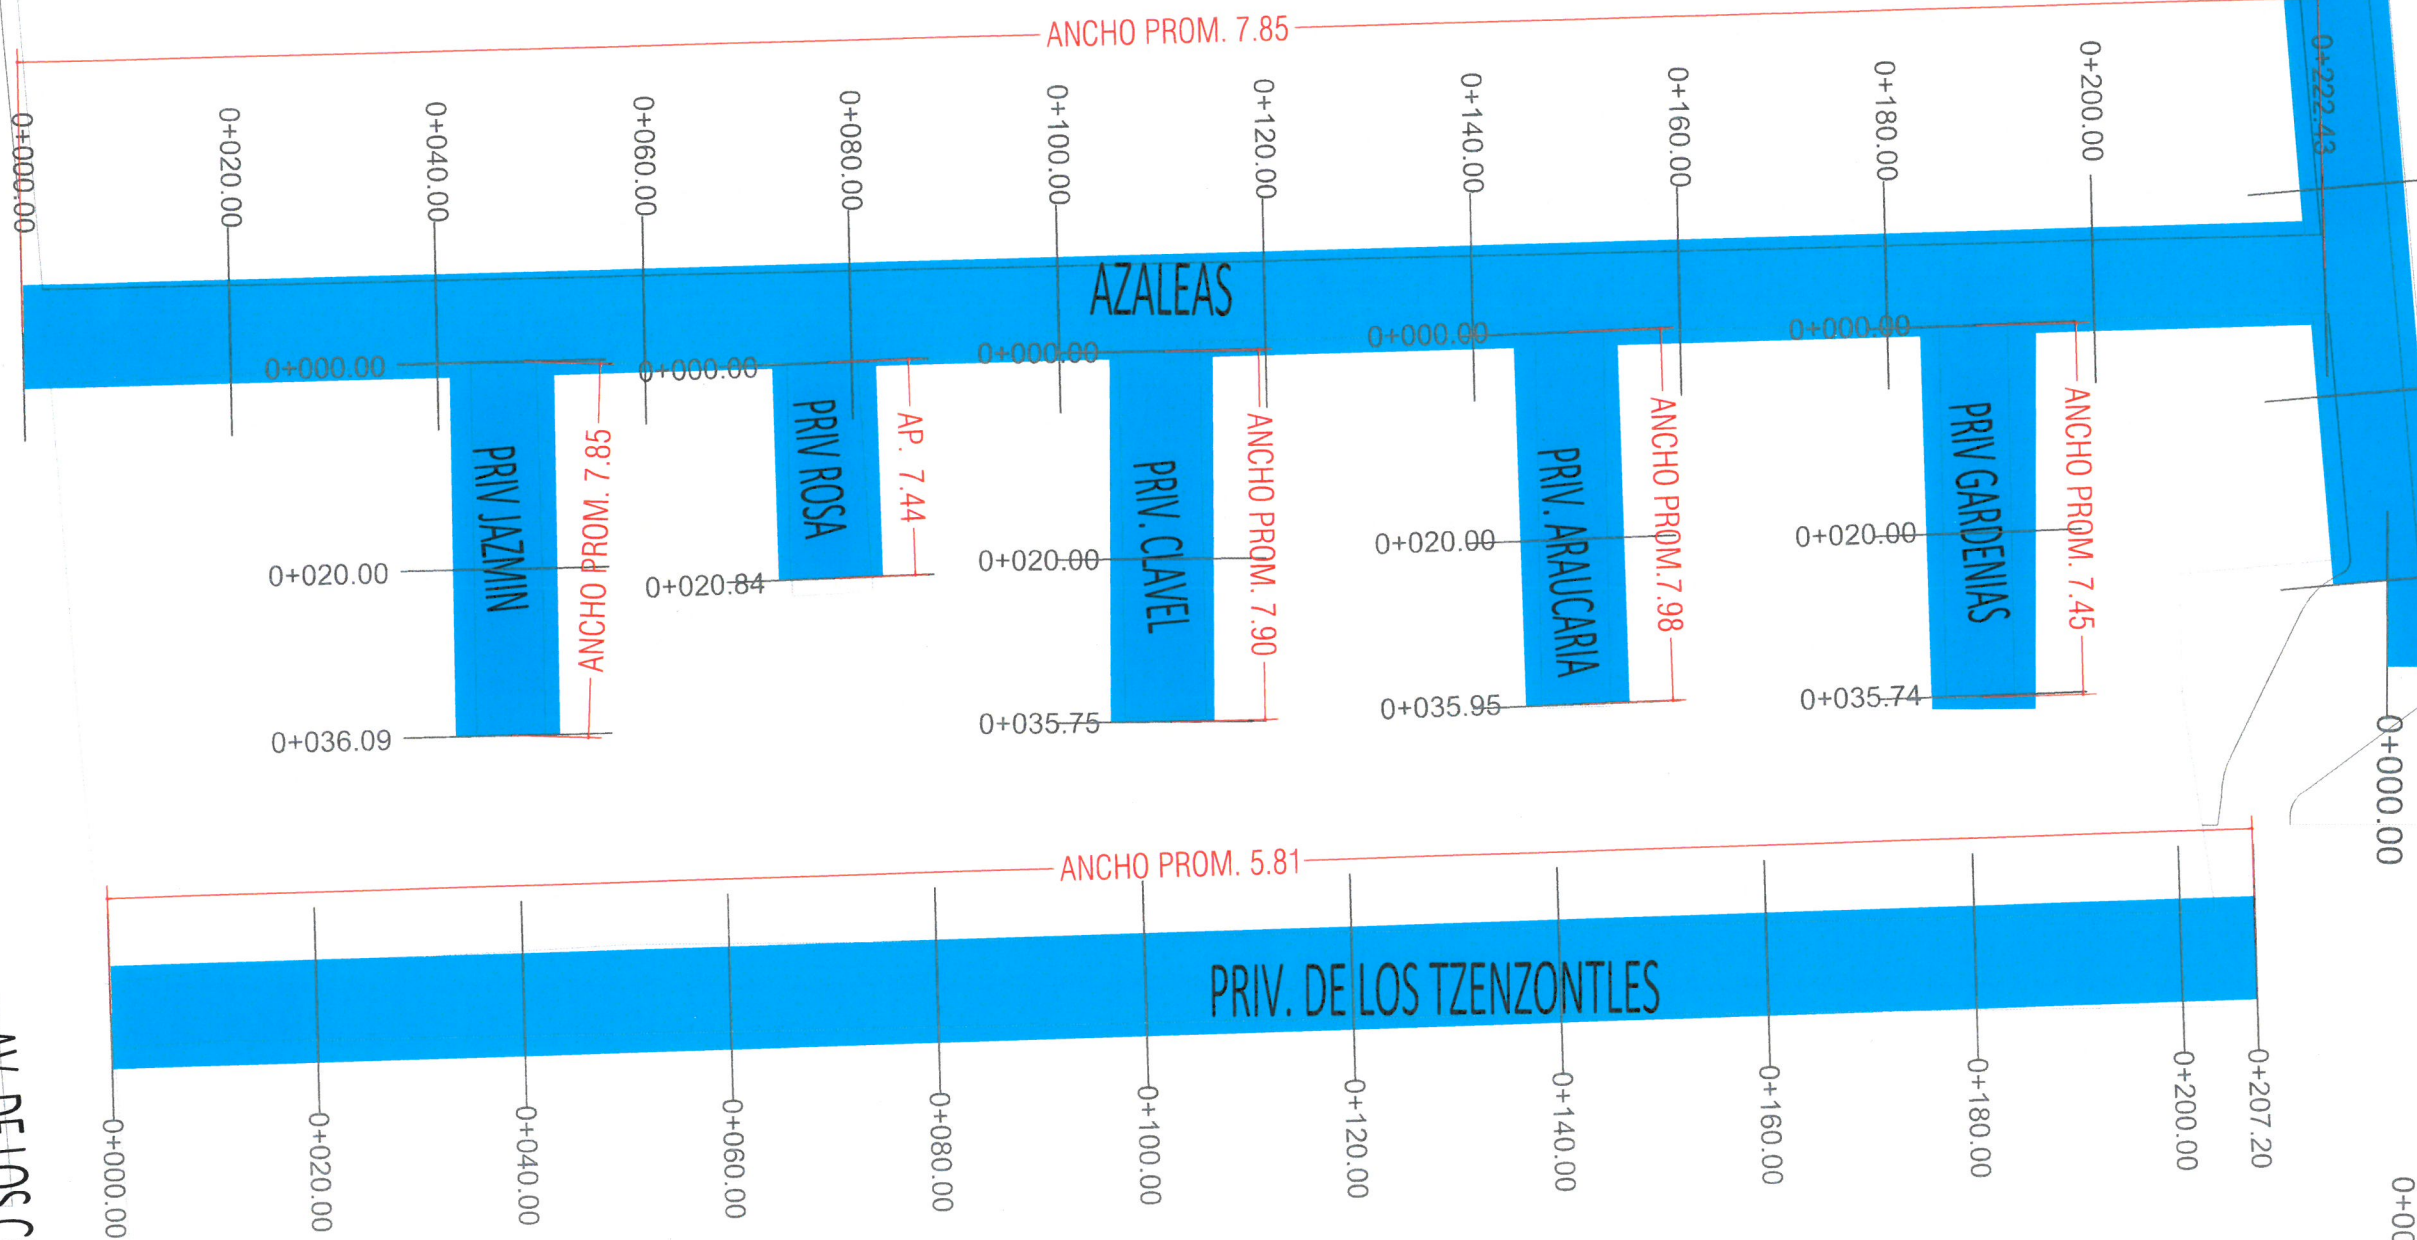 ANCHO PROM. 7.85
0+000.00
0+020.00
0+040.00
0+060.00
0+080.00
0+100.00
0+120.00
0+140.00
0+160.00
0+180.00
0+200.00
0+222.43
AZALEAS
0+000.00
0+020.00
0+036.09
PRIV JAZMIN
ANCHO PROM. 7.85
0+000.00
0+020.84
PRIV ROSA
AP. 7.44
0+000.00
0+020.00
0+035.75
PRIV. CLAVEL
ANCHO PROM. 7.90
0+000.00
0+020.00
0+035.95
PRIV. ARAUCARIA
ANCHO PROM.7.98
0+000.00
0+020.00
0+035.74
PRIV GARDENIAS
ANCHO PROM. 7.45
0+000.00
ANCHO PROM. 5.81
PRIV. DE LOS TZENZONTLES
0+000.00
0+020.00
0+040.00
0+060.00
0+080.00
0+100.00
0+120.00
0+140.00
0+160.00
0+180.00
0+200.00
0+207.20
AV. DE LOS